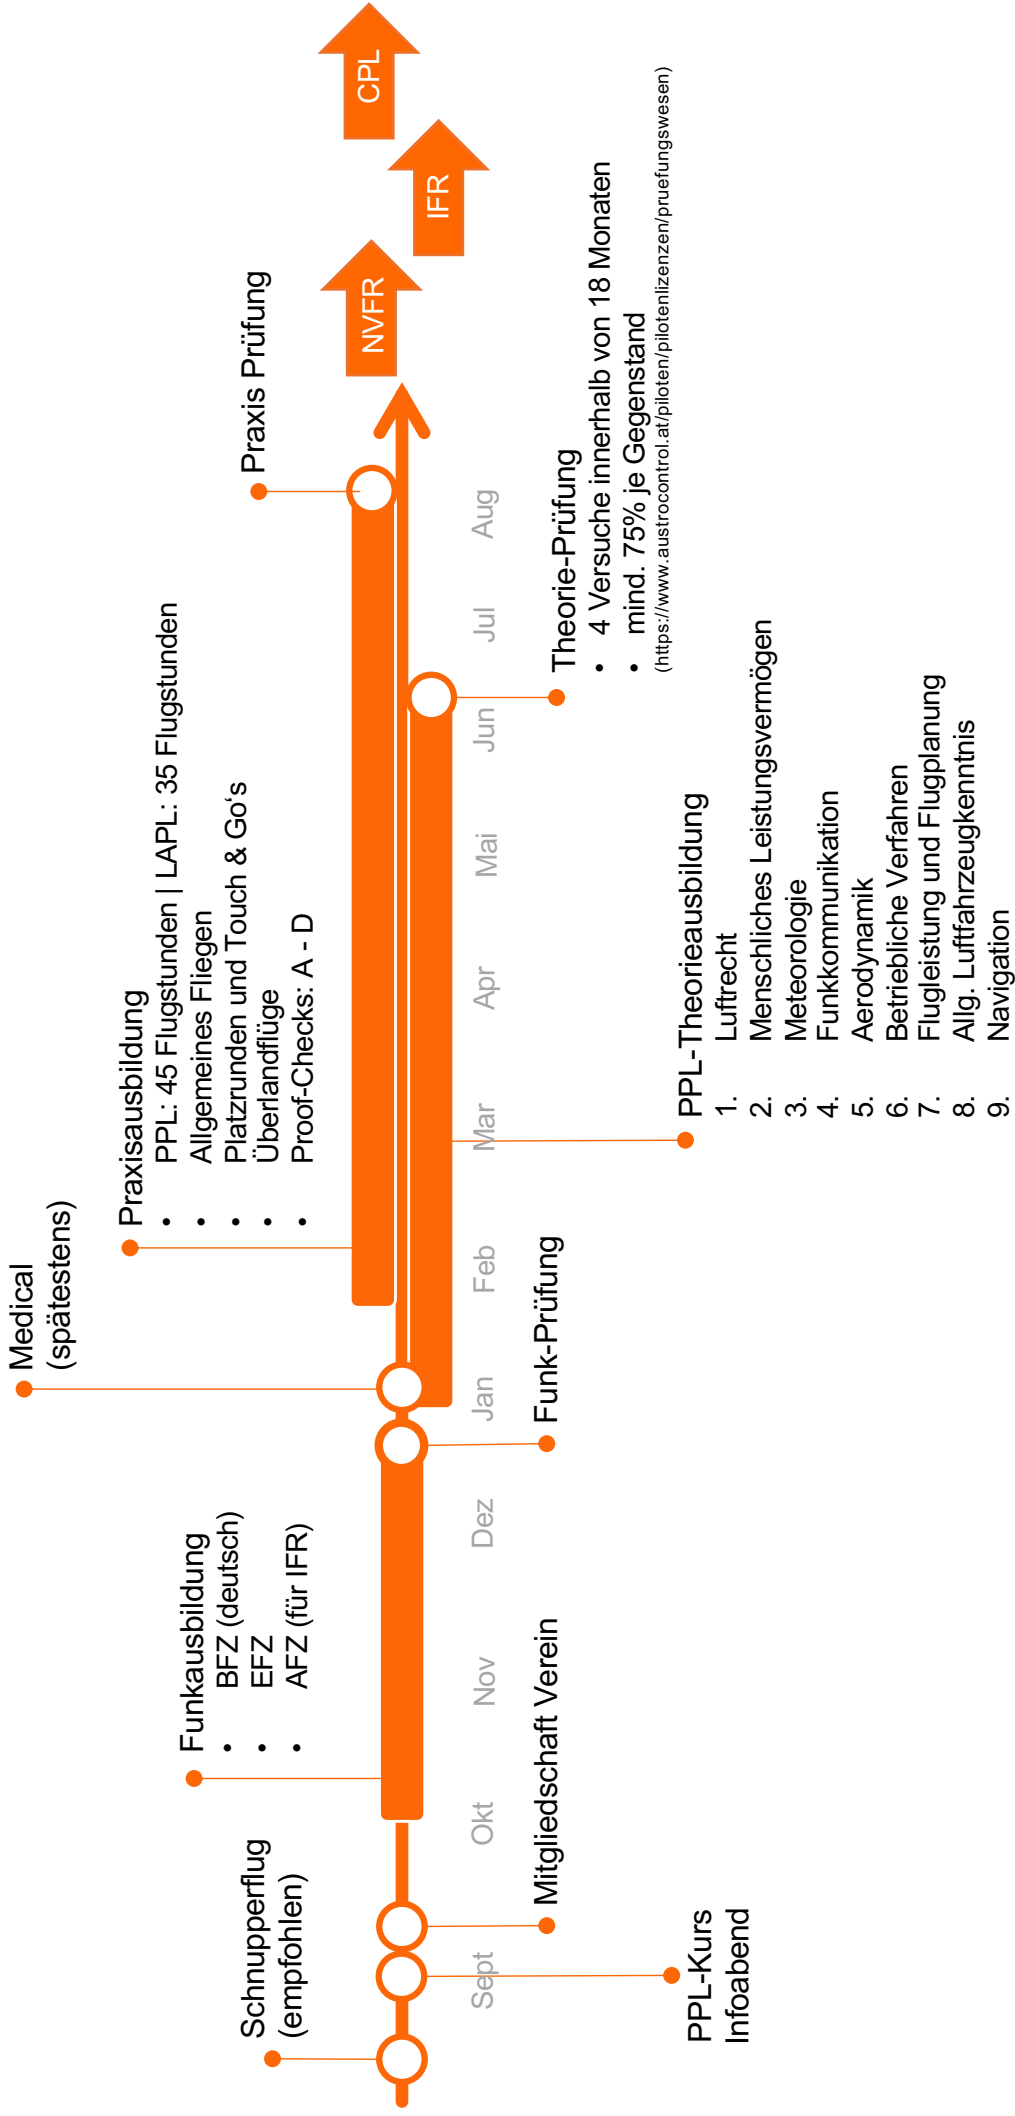 Schnupperflug
(empfohlen)
PPL-Kurs
Infoabend
Mitgliedschaft Verein
Funkausbildung
• BFZ (deutsch)
• EFZ
• AFZ (für IFR)
Funk-Prüfung
Medical
(spätestens)
Praxisausbildung
• PPL: 45 Flugstunden | LAPL: 35 Flugstunden
• Allgemeines Fliegen
• Platzrunden und Touch & Go‘s
• Überlandflüge
• Proof-Checks: A - D
PPL-Theorieausbildung
1. Luftrecht
2. Menschliches Leistungsvermögen
3. Meteorologie
4. Funkkommunikation
5. Aerodynamik
6. Betriebliche Verfahren
7. Flugleistung und Flugplanung
8. Allg. Luftfahrzeugkenntnis
9. Navigation
Theorie-Prüfung
• 4 Versuche innerhalb von 18 Monaten
• mind. 75% je Gegenstand
(https://www.austrocontrol.at/piloten/pilotenlizenzen/pruefungswesen)
Praxis Prüfung
NVFR
IFR
CPL
Sept
Okt
Nov
Dez
Jan
Feb
Mar
Apr
Mai
Jun
Jul
Aug